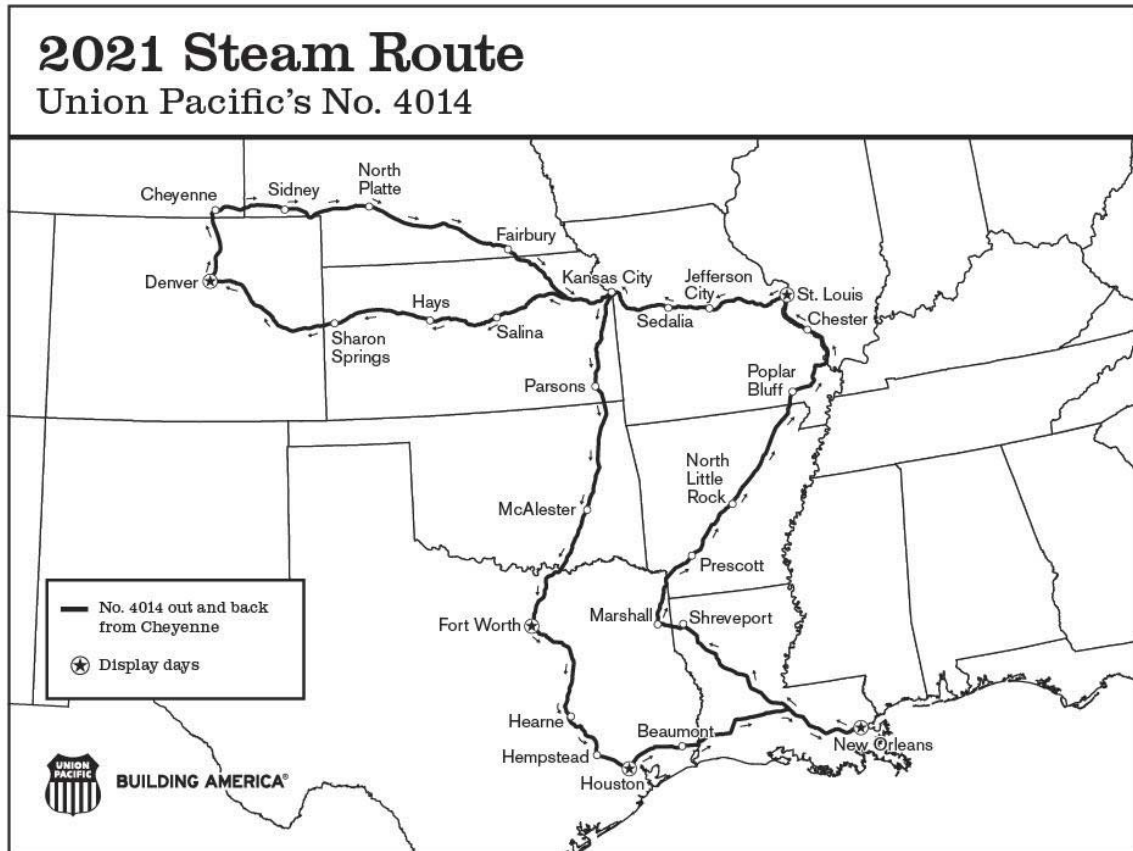 2021 Steam Route
Union Pacific's No. 4014
Cheyenne
Sidney
North
Platte
Fairbury
Denver
Sharon
Springs
Hays
Salina
Kansas City
Sedalia
Jefferson
City
St. Louis
Chester
Poplar
Bluff
Parsons
North
Little
Rock
McAlester
Prescott
Marshall
Shreveport
Fort Worth
Hearne
Hempstead
Houston
Beaumont
New Orleans
No. 4014 out and back
from Cheyenne
Display days
UNION
PACIFIC
BUILDING AMERICA®